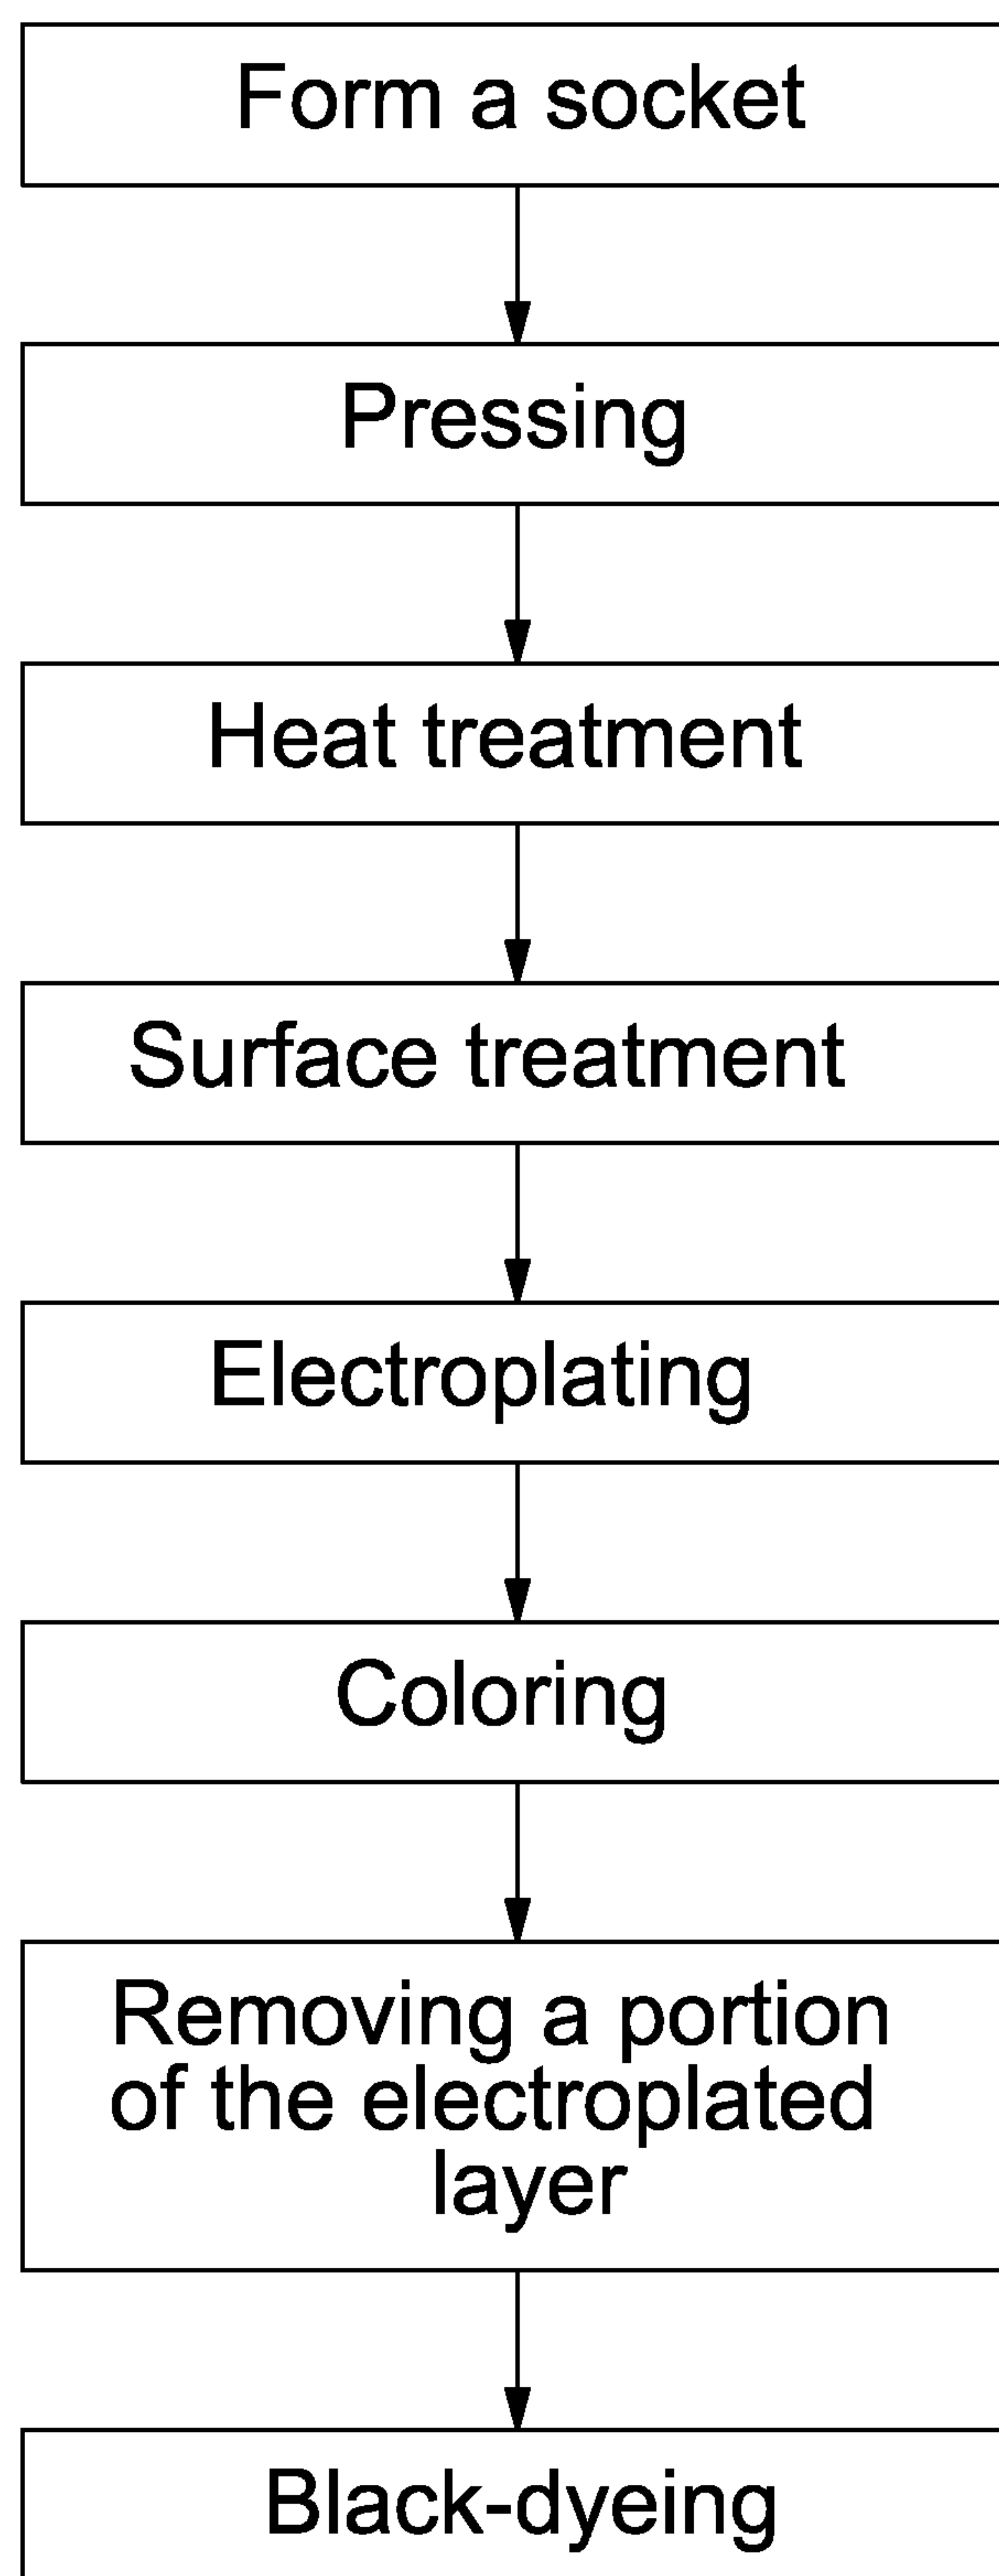 Form a socket
Pressing
Heat treatment
Surface treatment
Electroplating
Coloring
Removing a portion
of the electroplated
layer
Black-dyeing